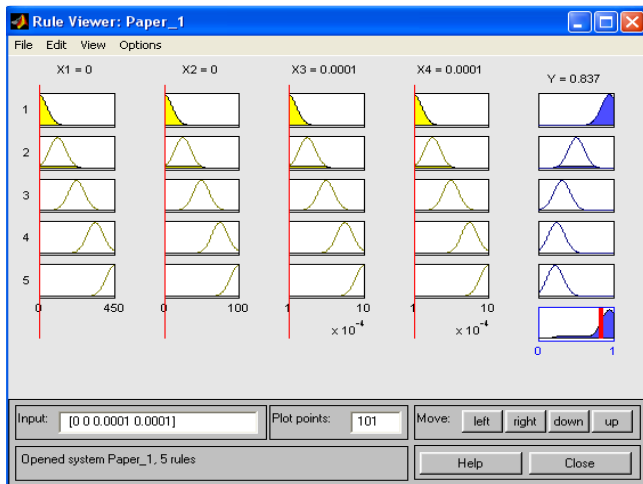 Rule Viewer: Paper_1
File Edit View Options
X1 = 0 X2 = 0 X3 = 0.0001 X4 = 0.0001 Y = 0.837
1
2
3
4
5
0 450 0 100 1 10 1 10
x 10^-4 x 10^-4
0 1
Input: [0 0 0.0001 0.0001] Plot points: 101 Move: left right down up
Opened system Paper_1, 5 rules Help Close